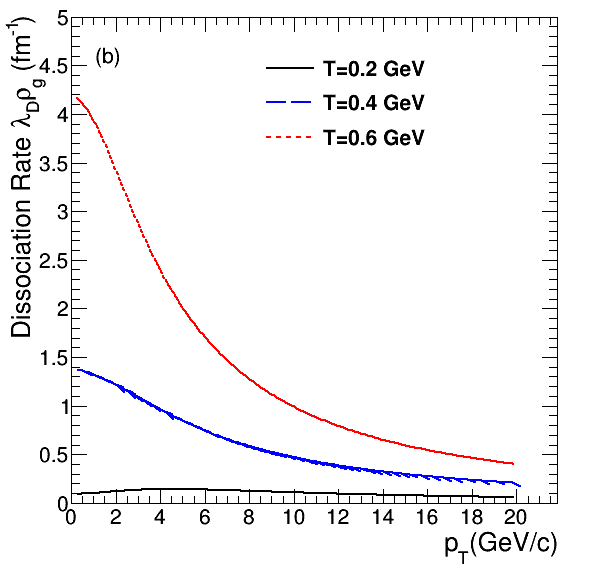 (b)
T=0.2 GeV
T=0.4 GeV
T=0.6 GeV
Dissociation Rate λ_Dρ_g (fm⁻¹)
5
4.5
4
3.5
3
2.5
2
1.5
1
0.5
0
0 2 4 6 8 10 12 14 16 18 20
p_T(GeV/c)